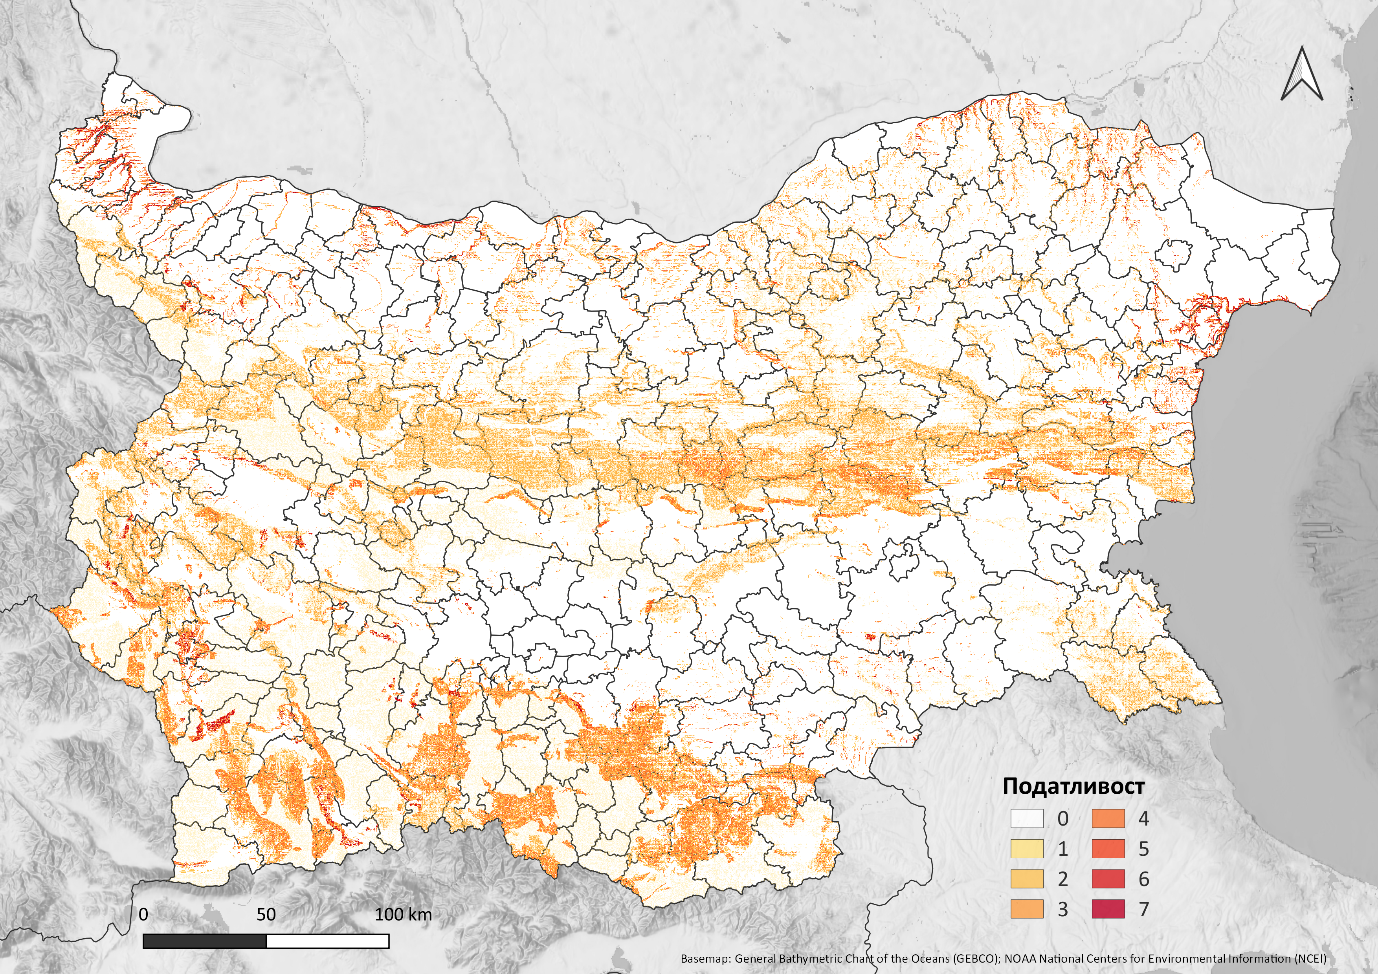 Податливост
0 4
1 5
2 6
3 7
0 50 100 km
Basemap: General Bathymetric Chart of the Oceans (GEBCO); NOAA National Centers for Environmental Information (NCEI)